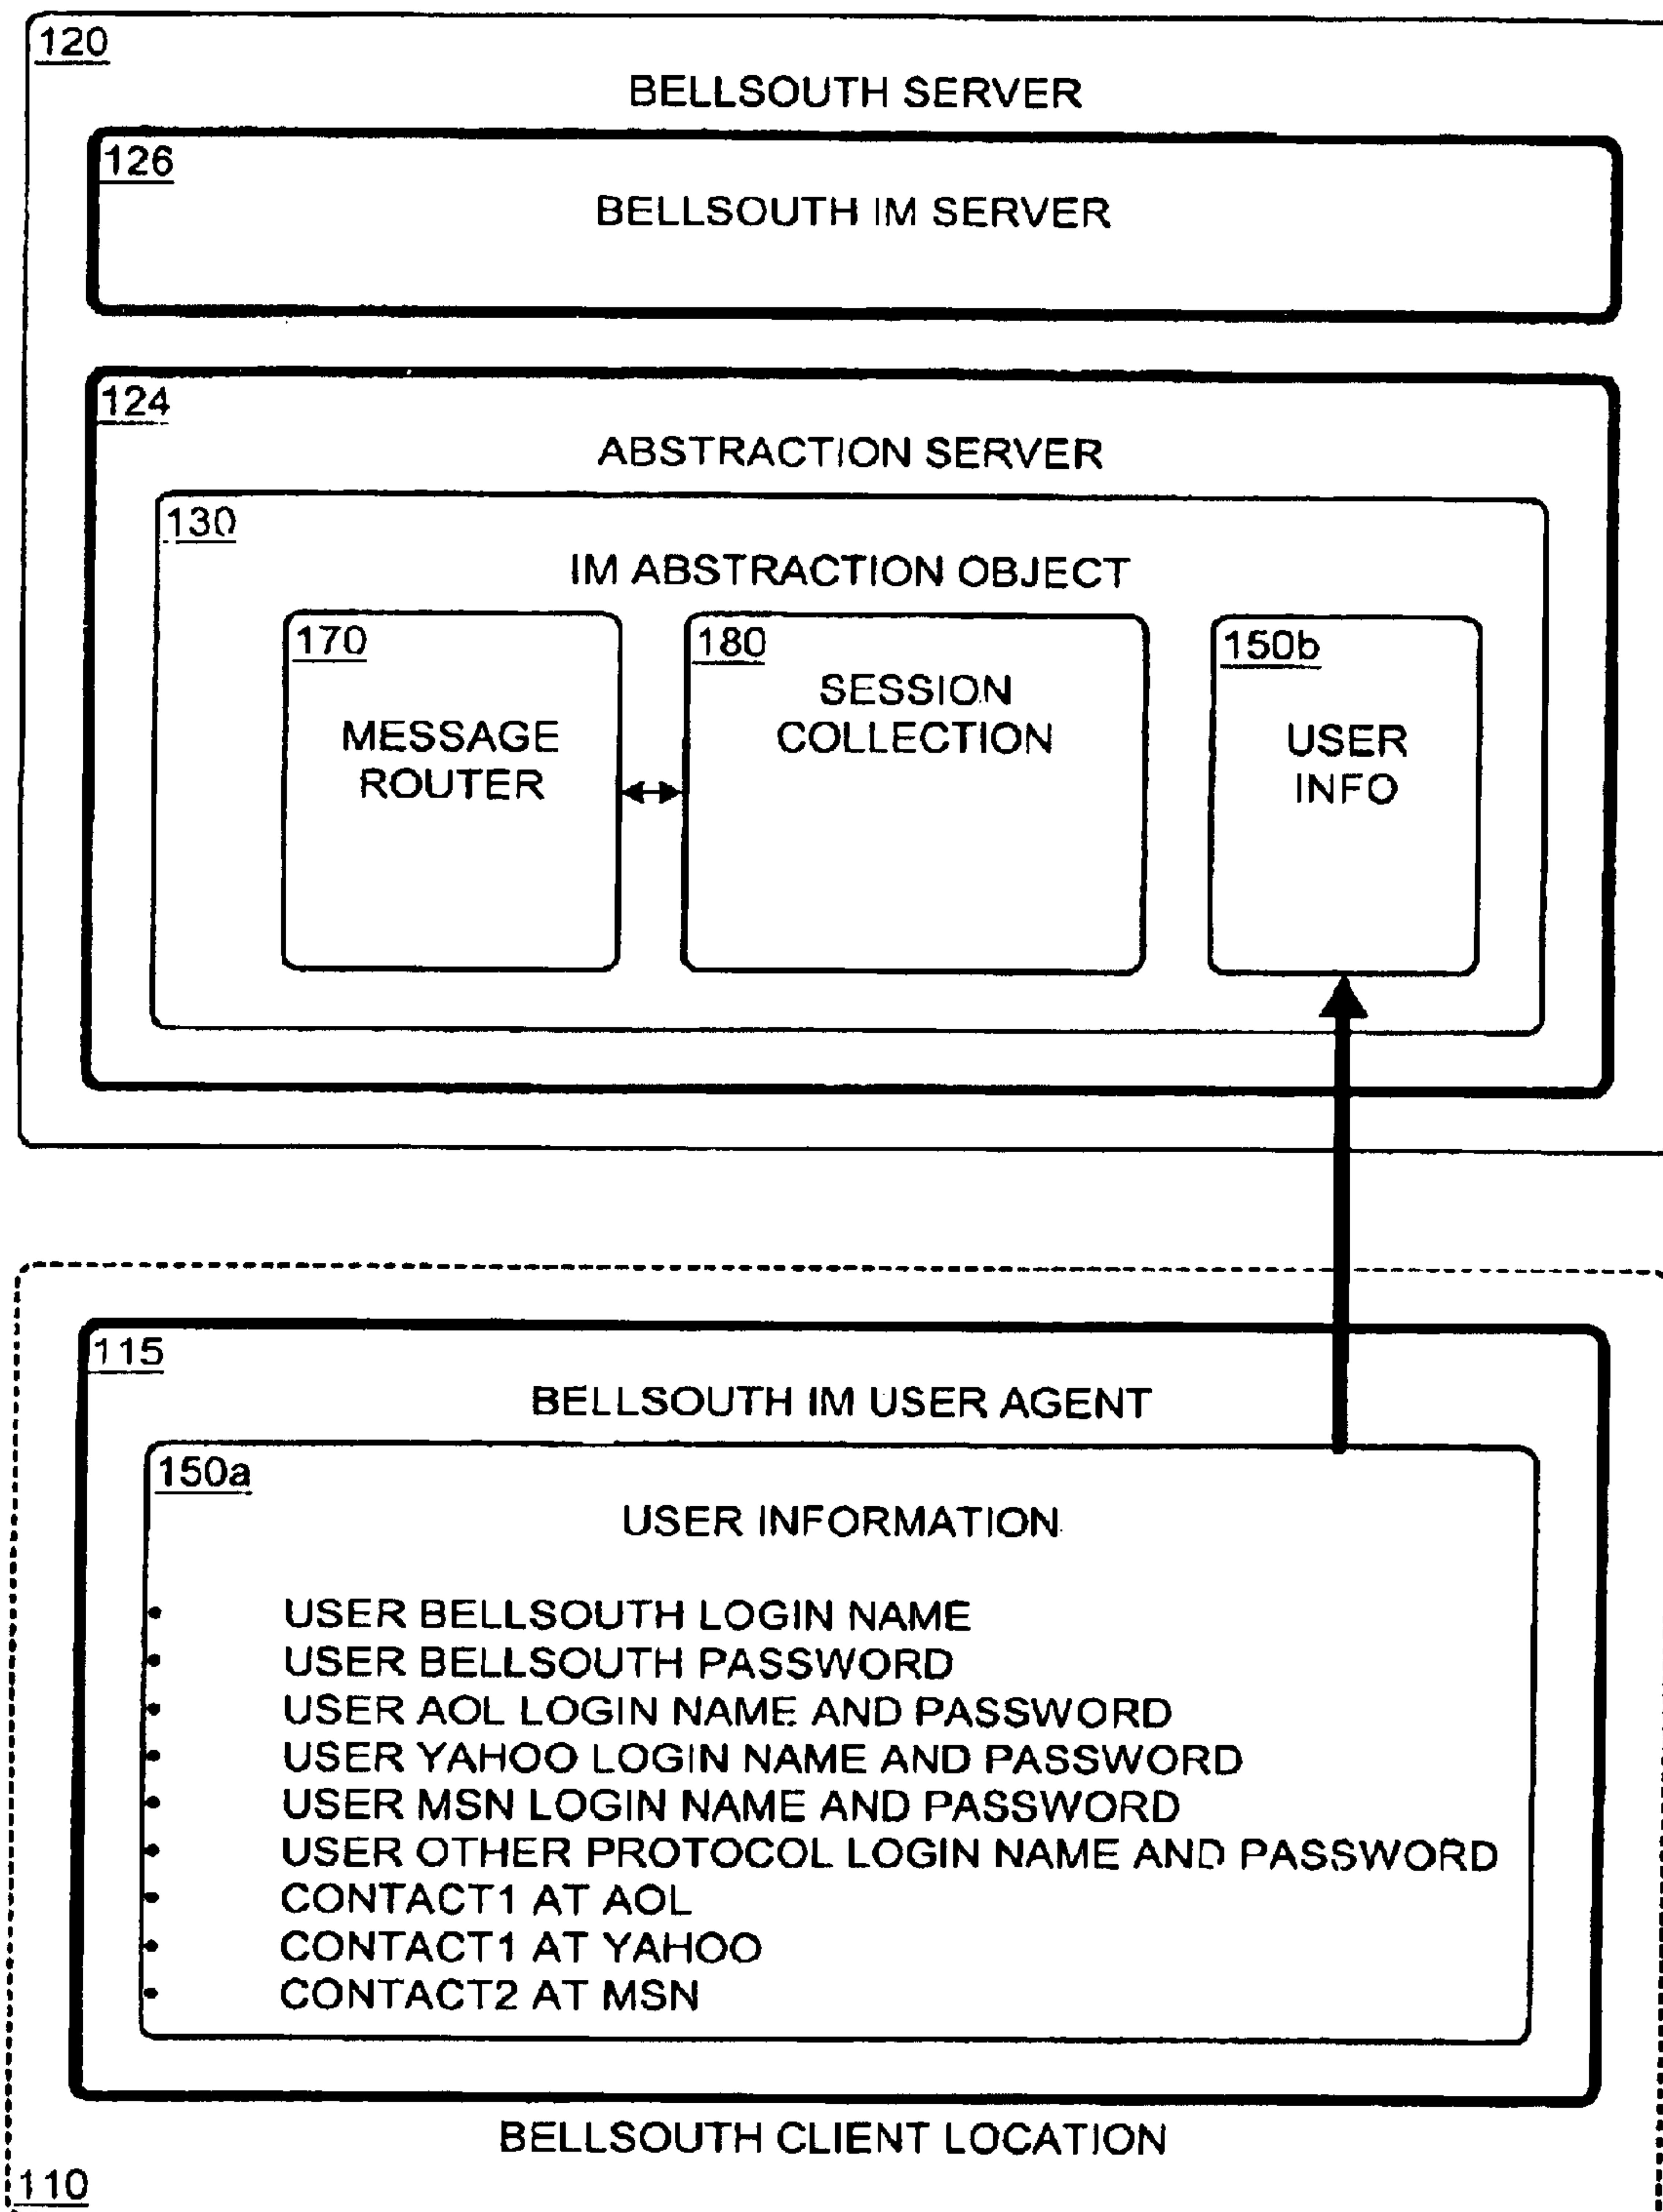 120
BELLSOUTH SERVER
126
BELLSOUTH IM SERVER
124
ABSTRACTION SERVER
130
IM ABSTRACTION OBJECT
170
MESSAGE
ROUTER
180
SESSION
COLLECTION
150b
USER
INFO
115
BELLSOUTH IM USER AGENT
150a
USER INFORMATION
• USER BELLSOUTH LOGIN NAME
• USER BELLSOUTH PASSWORD
• USER AOL LOGIN NAME AND PASSWORD
• USER YAHOO LOGIN NAME AND PASSWORD
• USER MSN LOGIN NAME AND PASSWORD
• USER OTHER PROTOCOL LOGIN NAME AND PASSWORD
• CONTACT1 AT AOL
• CONTACT1 AT YAHOO
• CONTACT2 AT MSN
BELLSOUTH CLIENT LOCATION
110